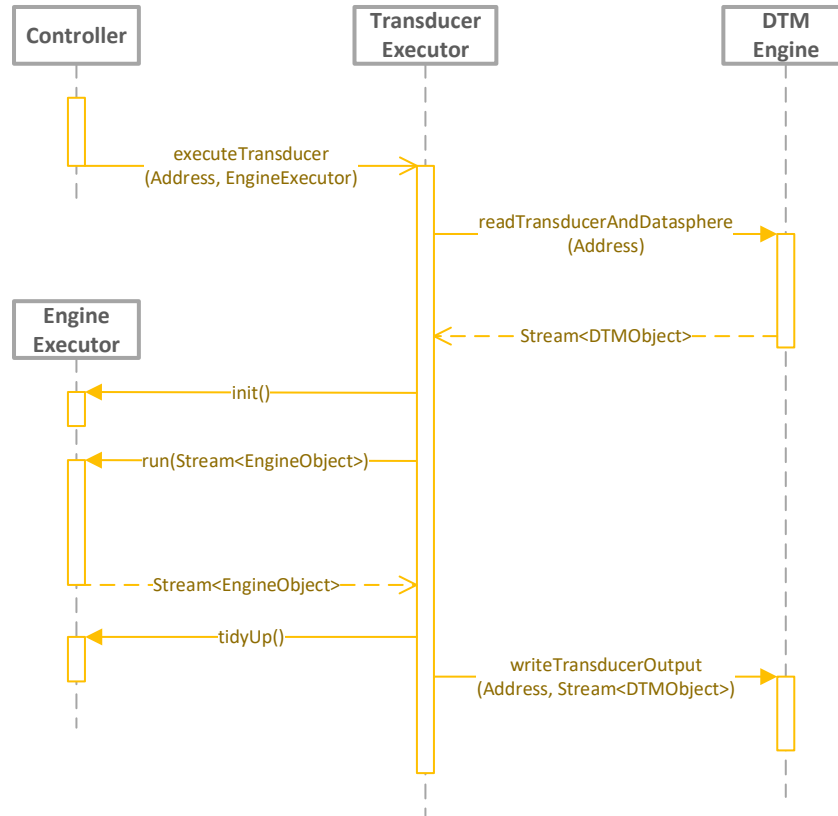 Controller
Transducer
Executor
DTM
Engine
executeTransducer
(Address, EngineExecutor)
readTransducerAndDatasphere
(Address)
Engine
Executor
Stream<DTMObject>
init()
run(Stream<EngineObject>)
Stream<EngineObject>
tidyUp()
writeTransducerOutput
(Address, Stream<DTMObject>)